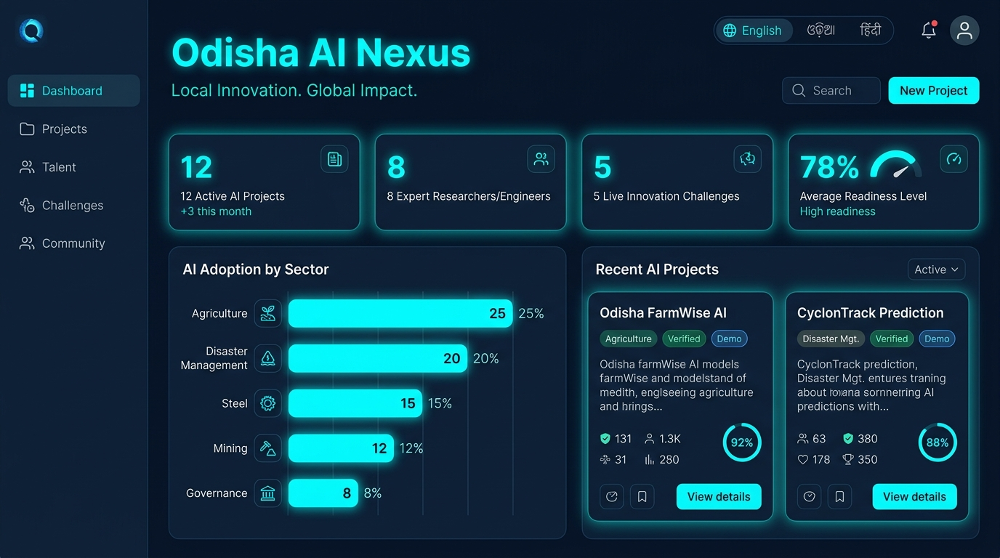 English ଓଡ଼ିଆ हिंदी
Odisha AI Nexus
Local Innovation. Global Impact.
Search
New Project
Dashboard
Projects
Talent
Challenges
Community
12
12 Active AI Projects
+3 this month
8
8 Expert Researchers/Engineers
5
5 Live Innovation Challenges
78%
Average Readiness Level
High readiness
AI Adoption by Sector
Agriculture 25 25%
Disaster
Management 20 20%
Steel 15 15%
Mining 12 12%
Governance 8 8%
Recent AI Projects
Active
Odisha FarmWise AI
Agriculture Verified Demo
Odisha farmWise AI models
farmWise and modelstand of
medith, englseeing agriculture
and hrings...
131 1.3K
31 280
92%
View details
CyclonTrack Prediction
Disaster Mgt. Verified Demo
CyclonTrack prediction,
Disaster Mgt. entures traning
about sornnerring AI
predictions with...
63 380
178 350
88%
View details